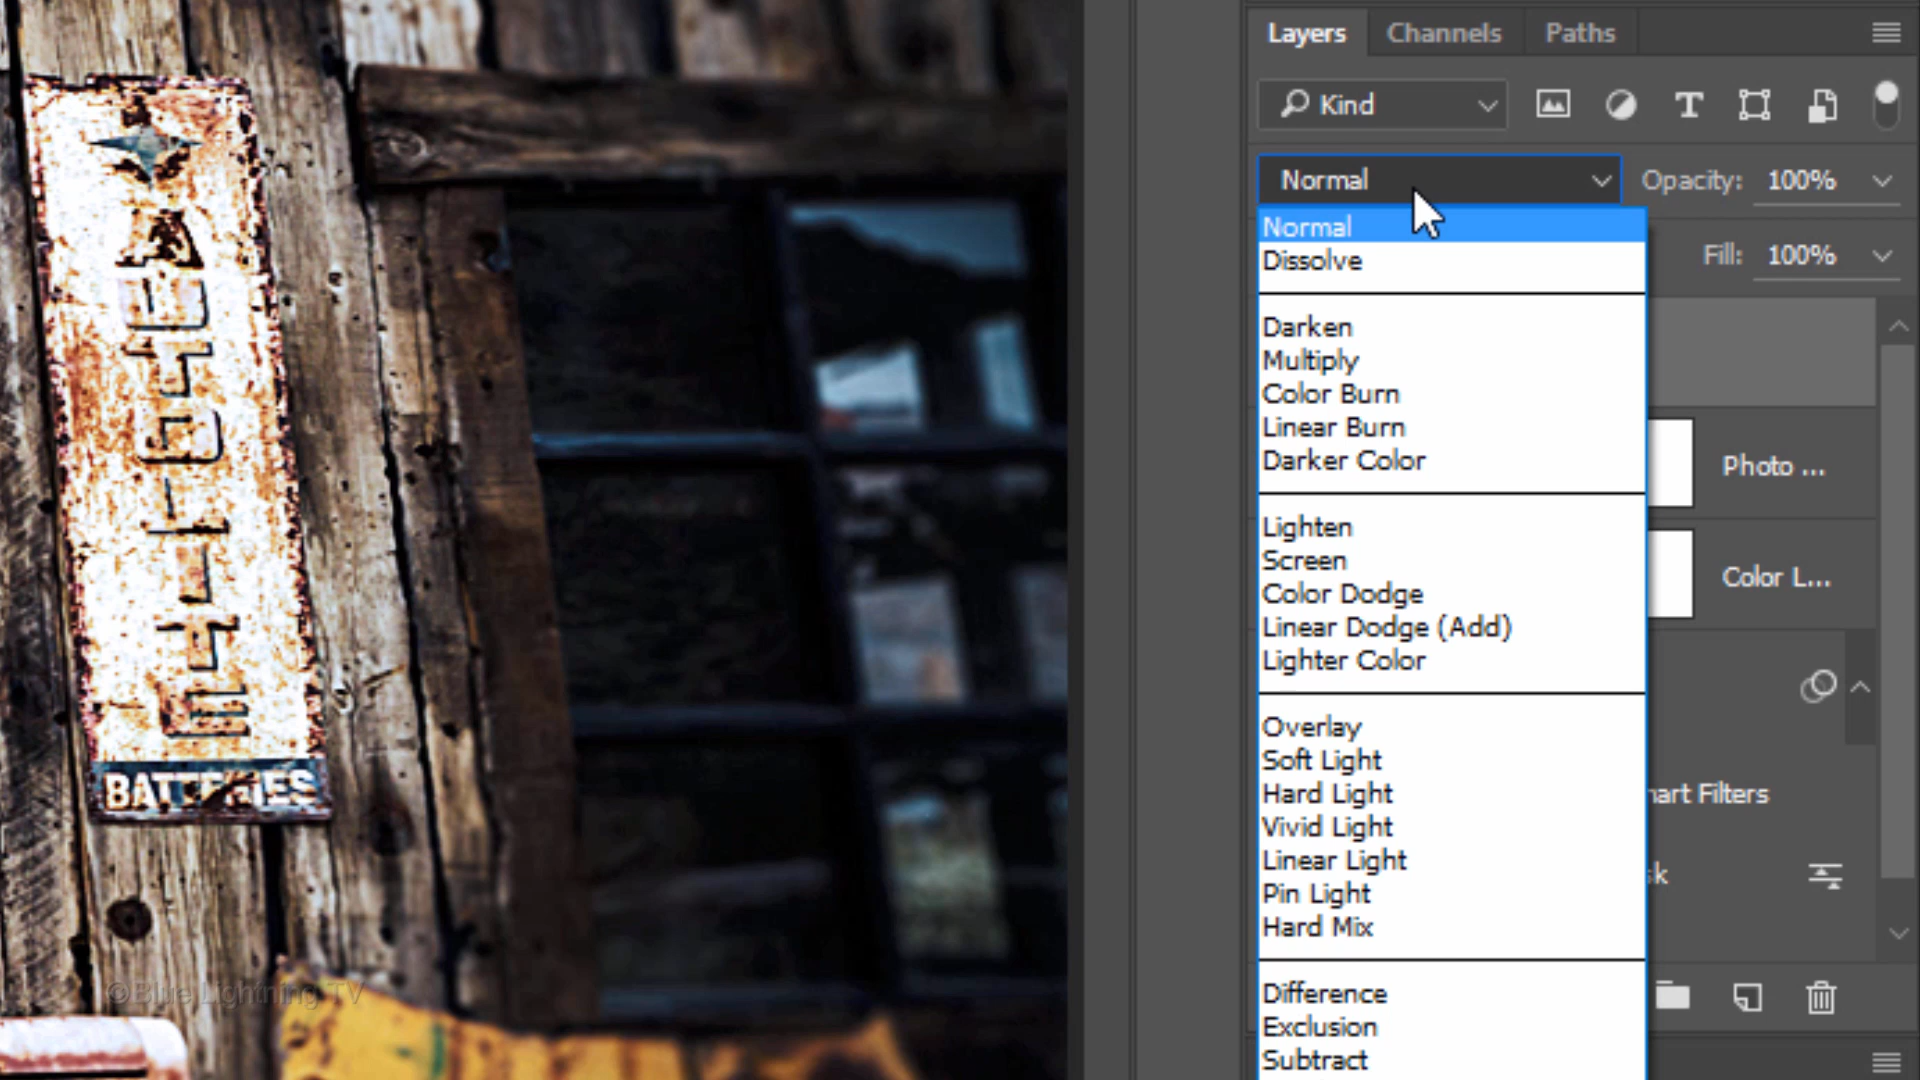 Layers Channels Paths
Kind
Normal Opacity: 100%
Normal
Dissolve
Fill: 100%
Darken
Multiply
Color Burn
Linear Burn
Darker Color
Photo ...
Lighten
Screen
Color Dodge
Linear Dodge (Add)
Lighter Color
Color L...
Overlay
Soft Light
Hard Light
Vivid Light
Linear Light
Pin Light
Hard Mix
art Filters
k
Difference
Exclusion
Subtract
AUTOLITE
BATTERIES
©Blue Lightning TV